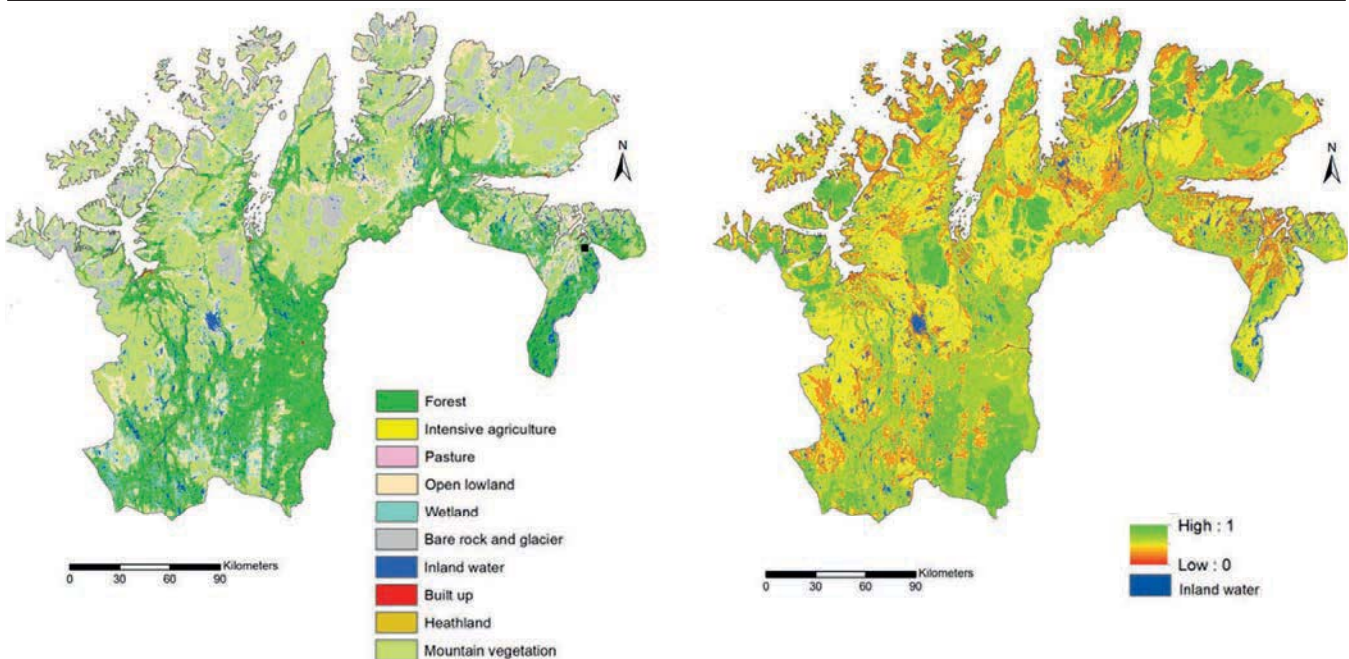 N
N
Forest
Intensive agriculture
Pasture
Open lowland
Wetland
Bare rock and glacier
Inland water
Built up
Heathland
Mountain vegetation
Kilometers
0 30 60 90
High : 1
Low : 0
Inland water
Kilometers
0 30 60 90